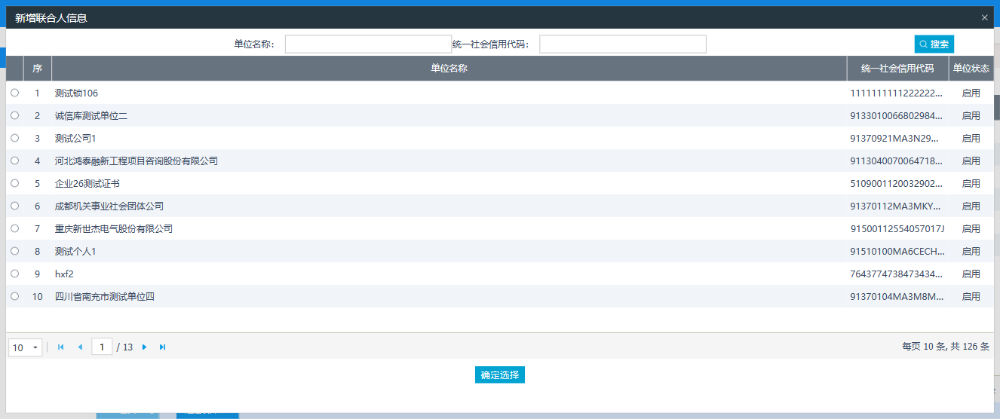 新增联合人信息
单位名称： 统一社会信用代码： 搜索
序 单位名称 统一社会信用代码 单位状态
1 测试锁106 1111111111222222... 启用
2 诚信库测试单位二 9133010066802984... 启用
3 测试公司1 91370921MA3N29... 启用
4 河北鸿泰融新工程项目咨询股份有限公司 9113040070064718... 启用
5 企业26测试证书 5109001120032902... 启用
6 成都机关事业社会团体公司 91370112MA3MKY... 启用
7 重庆新世杰电气股份有限公司 91500112554057017J 启用
8 测试个人1 91510100MA6CECH... 启用
9 hxf2 7643774738473434... 启用
10 四川省南充市测试单位四 91370104MA3M8M... 启用
10 1 / 13 每页 10 条, 共 126 条
确定选择